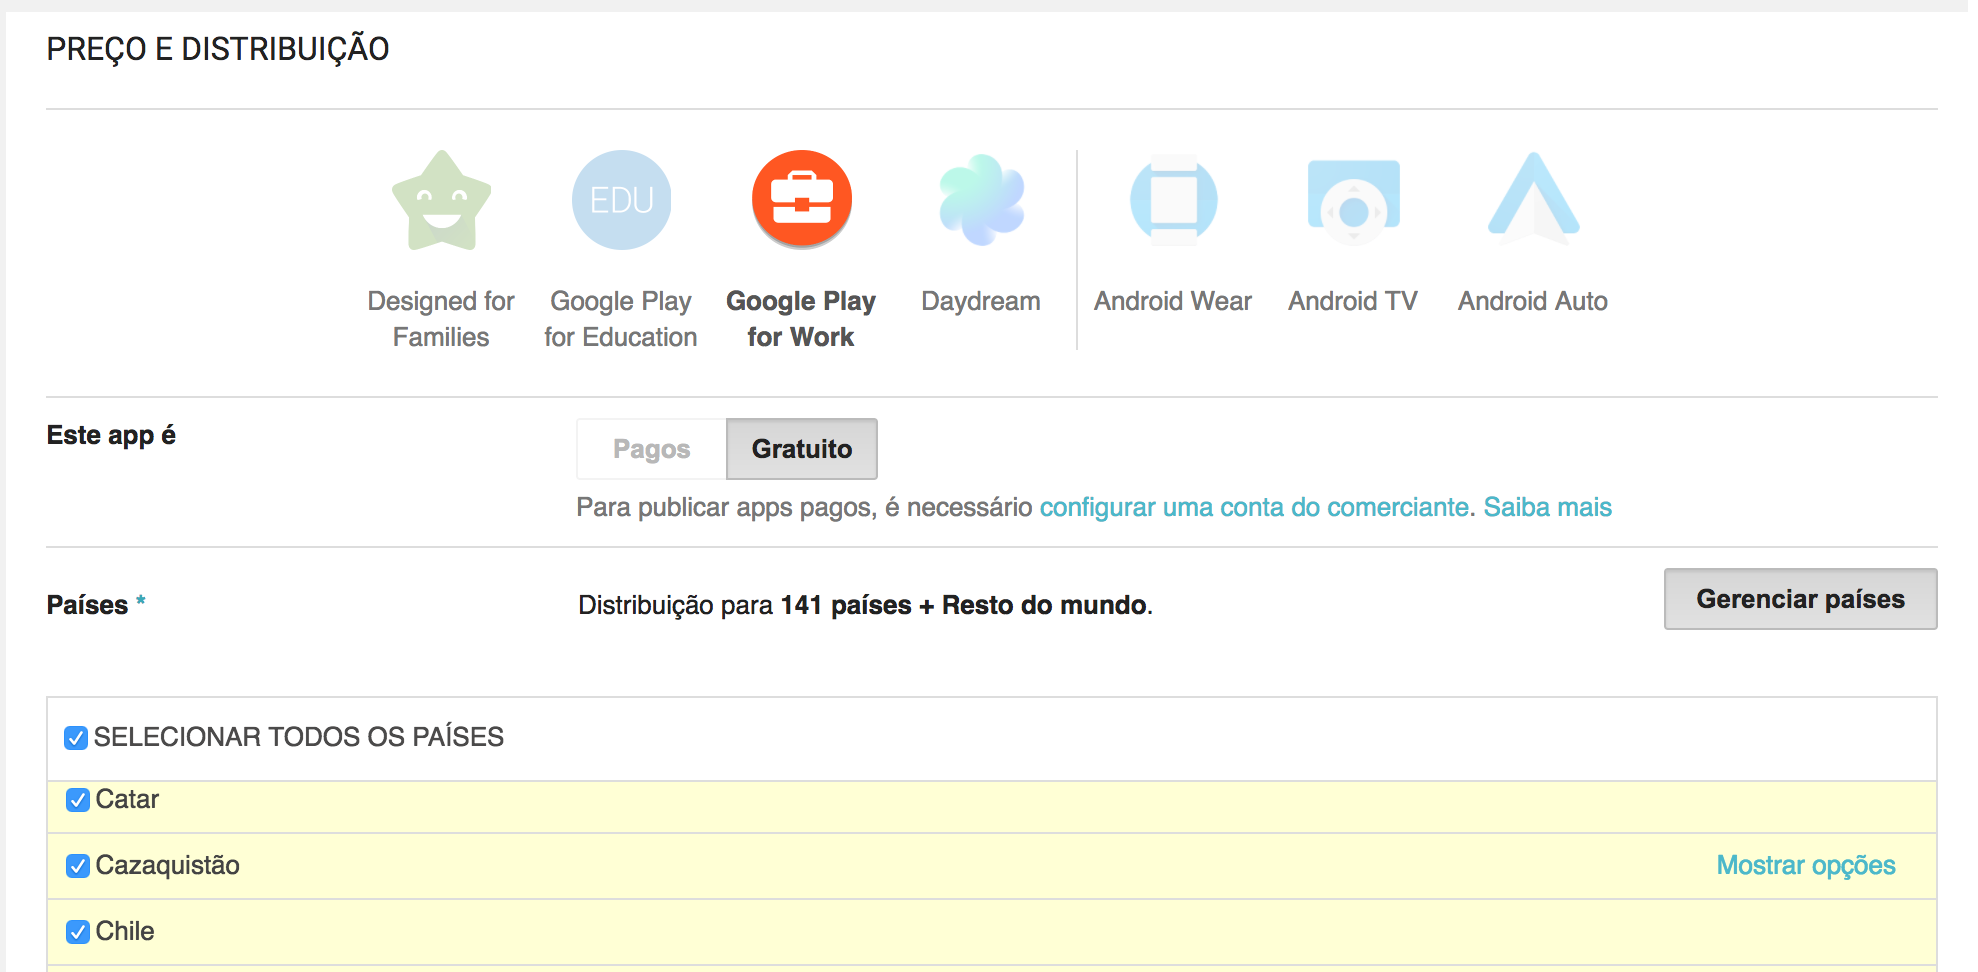 PREÇO E DISTRIBUIÇÃO
EDU
Designed for
Families
Google Play
for Education
Google Play
for Work
Daydream
Android Wear
Android TV
Android Auto
Este app é
Pagos
Gratuito
Para publicar apps pagos, é necessário configurar uma conta do comerciante. Saiba mais
Países *
Distribuição para 141 países + Resto do mundo.
Gerenciar países
SELECIONAR TODOS OS PAÍSES
Catar
Cazaquistão
Mostrar opções
Chile